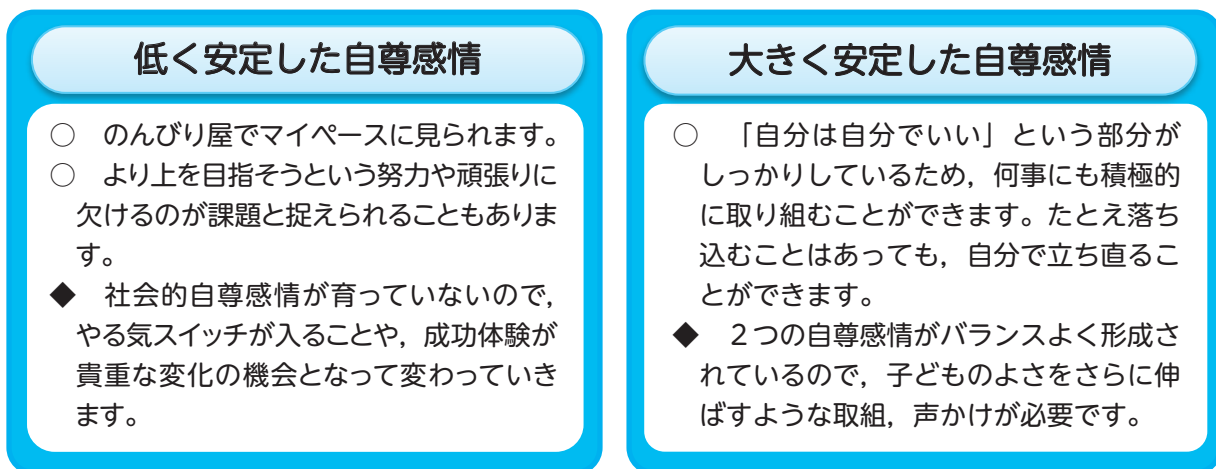 低く安定した自尊感情
○　のんびり屋でマイペースに見られます。
○　より上を目指そうという努力や頑張りに
欠けるのが課題と捉えられることもありま
す。
◆　社会的自尊感情が育っていないので，
やる気スイッチが入ることや，成功体験が
貴重な変化の機会となって変わっていき
ます。
大きく安定した自尊感情
○　「自分は自分でいい」という部分が
しっかりしているため，何事にも積極的
に取り組むことができます。たとえ落ち
込むことはあっても，自分で立ち直るこ
とができます。
◆　２つの自尊感情がバランスよく形成さ
れているので，子どものよさをさらに伸
ばすような取組，声かけが必要です。